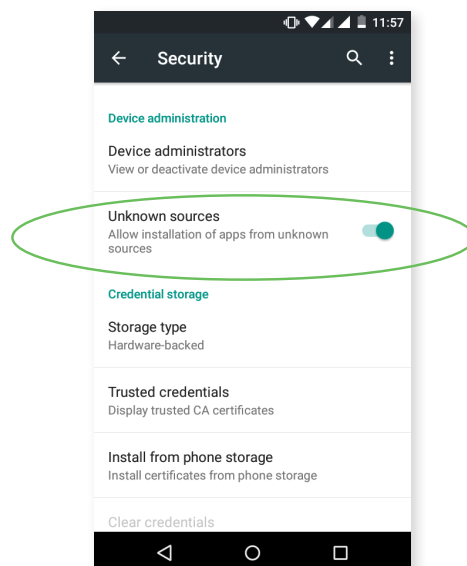 11:57
Security
Device administration
Device administrators
View or deactivate device administrators
Unknown sources
Allow installation of apps from unknown
sources
Credential storage
Storage type
Hardware-backed
Trusted credentials
Display trusted CA certificates
Install from phone storage
Install certificates from phone storage
Clear credentials